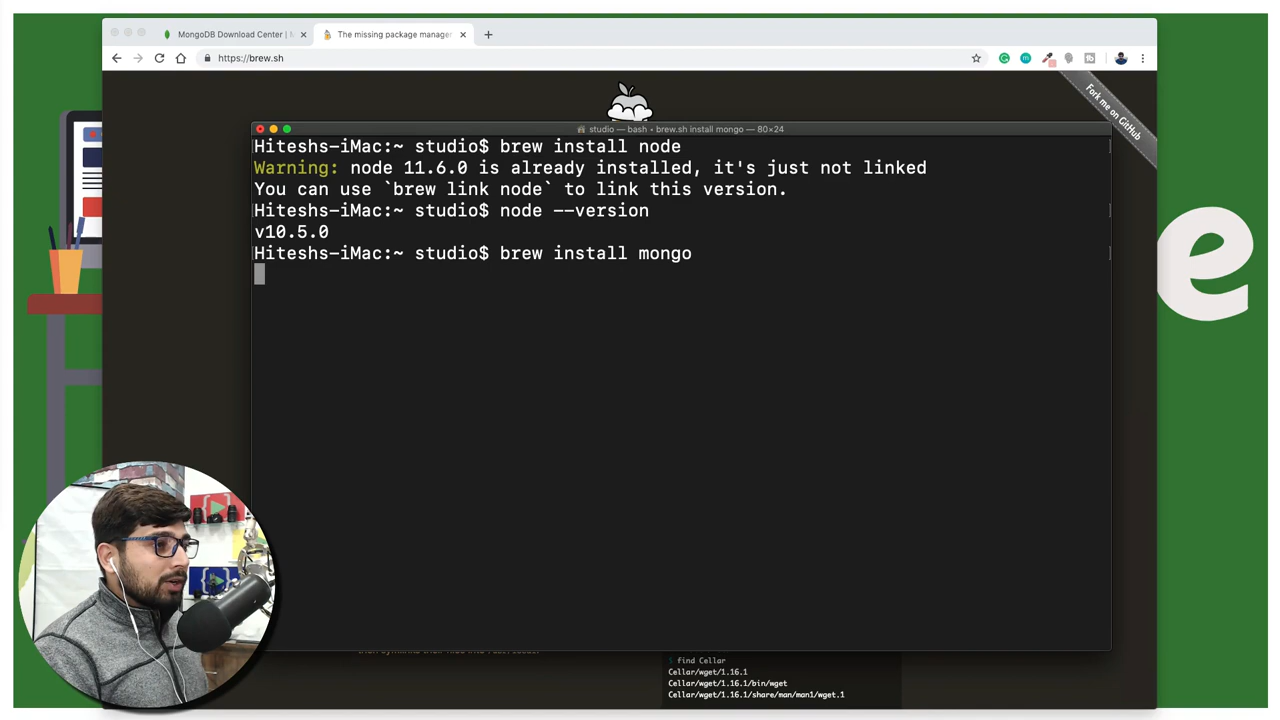 MongoDB Download Center | M
The missing package manage
https://brew.sh
Fork me on GitHub
studio — bash • brew.sh install mongo — 80×24
Hiteshs-iMac:~ studio$ brew install node
Warning: node 11.6.0 is already installed, it's just not linked
You can use `brew link node` to link this version.
Hiteshs-iMac:~ studio$ node --version
v10.5.0
Hiteshs-iMac:~ studio$ brew install mongo
e
find Cellar
Cellar/wget/1.16.1
Cellar/wget/1.16.1/bin/wget
Cellar/wget/1.16.1/share/man/man1/wget.1